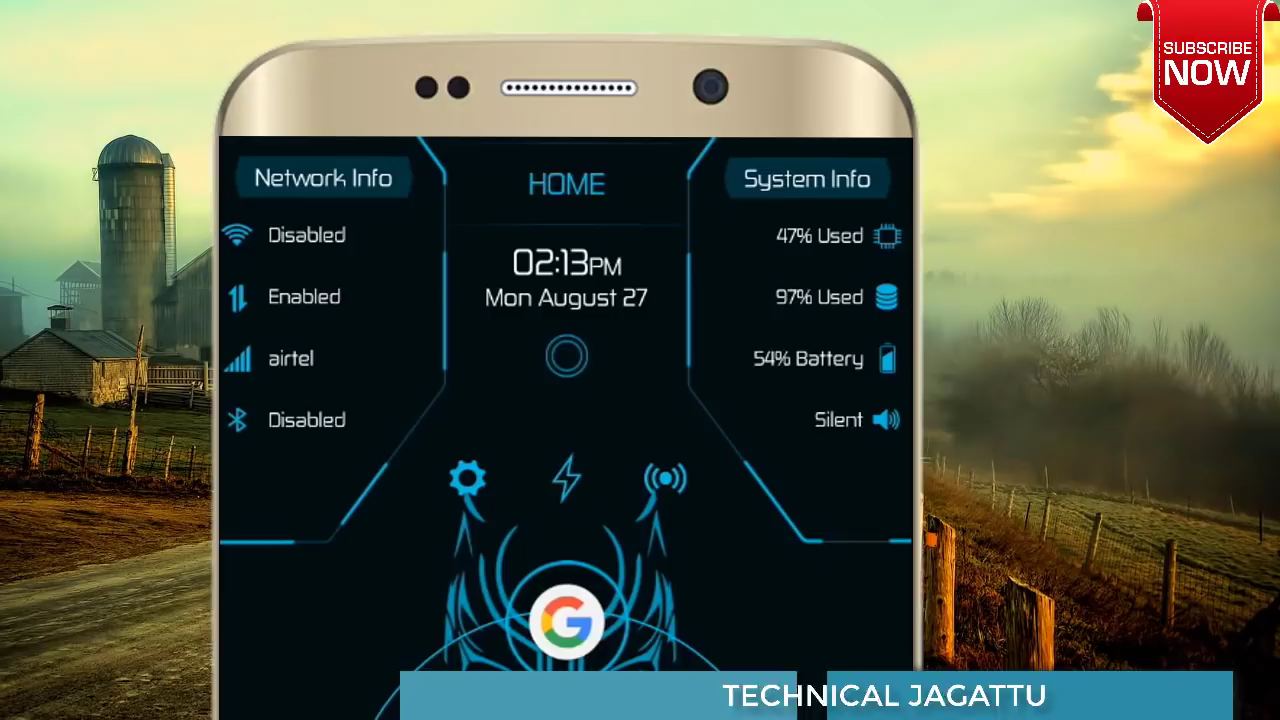 SUBSCRIBE
NOW
Network Info
HOME
System Info
Disabled
47% Used
Enabled
02:13PM
Mon August 27
97% Used
airtel
54% Battery
Disabled
Silent
G
TECHNICAL JAGATTU